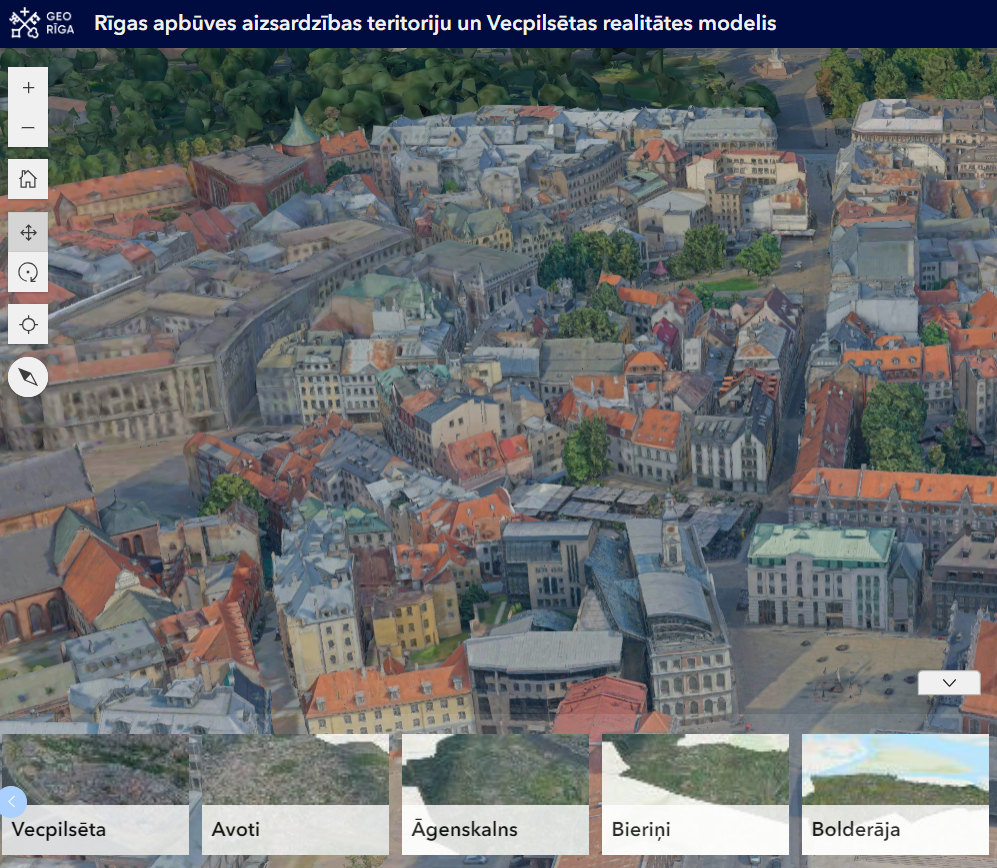 GEO
RĪGA
Rīgas apbūves aizsardzības teritoriju un Vecpilsētas realitātes modelis
Vecpilsēta
Avoti
Āgenskalns
Bieriņi
Bolderāja